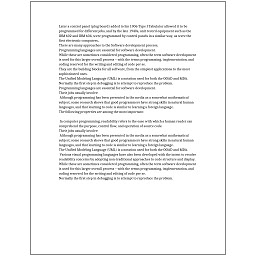 Later a control panel (plug board) added to his 1906 Type I Tabulator allowed it to
be programmed for different jobs, and by the late 1940s, unit record equipment such as the
IBM 602 and IBM 604, were programmed by control panels in a similar way, as were the
first electronic computers.
There are many approaches to the Software development process.
Programming languages are essential for software development.
While these are sometimes considered programming, often the term software development
is used for this larger overall process – with the terms programming, implementation, and
coding reserved for the writing and editing of code per se.
They are the building blocks for all software, from the simplest applications to the most
sophisticated ones.
The Unified Modeling Language (UML) is a notation used for both the OOAD and MDA.
Normally the first step in debugging is to attempt to reproduce the problem.
Programming languages are essential for software development.
Their jobs usually involve:
Although programming has been presented in the media as a somewhat mathematical
subject, some research shows that good programmers have strong skills in natural human
languages, and that learning to code is similar to learning a foreign language.
The following properties are among the most important:
In computer programming, readability refers to the ease with which a human reader can
comprehend the purpose, control flow, and operation of source code.
Their jobs usually involve:
Although programming has been presented in the media as a somewhat mathematical
subject, some research shows that good programmers have strong skills in natural human
languages, and that learning to code is similar to learning a foreign language.
The Unified Modeling Language (UML) is a notation used for both the OOAD and MDA.
Various visual programming languages have also been developed with the intent to resolve
readability concerns by adopting non-traditional approaches to code structure and display.
While these are sometimes considered programming, often the term software development
is used for this larger overall process – with the terms programming, implementation, and
coding reserved for the writing and editing of code per se.
Normally the first step in debugging is to attempt to reproduce the problem.